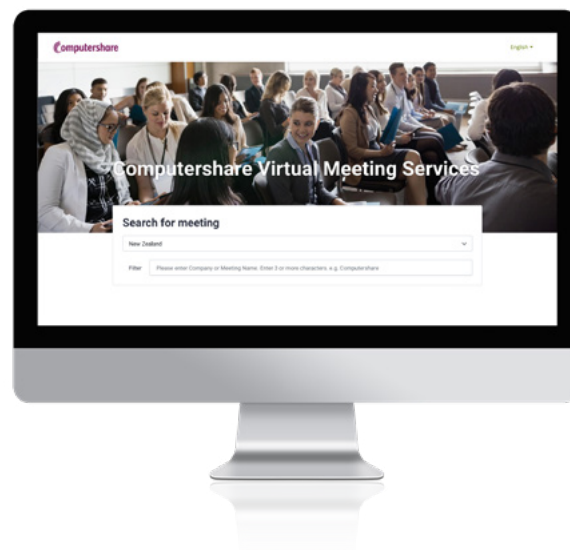 Computershare
English
Computershare Virtual Meeting Services
Search for meeting
New Zealand
Filter
Please enter Company or Meeting Name. Enter 3 or more characters. e.g. Computershare